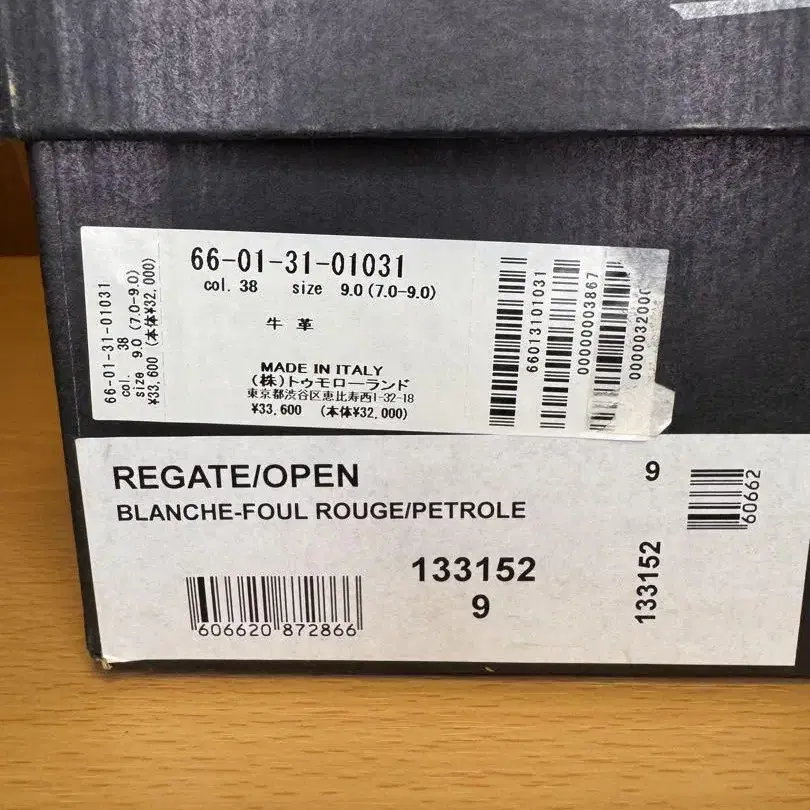 66-01-31-01031
col. 38 size 9.0 (7.0-9.0)
牛 革
MADE IN ITALY
(株)トゥモローランド
東京都渋谷区恵比寿西1-32-18
¥33,600 (本体¥32,000)
66-01-31-01031
col. 38
size 9.0 (7.0-9.0)
¥33,600 (本体¥32,000)
66013101031
00000003867
0000032000
REGATE/OPEN 9
BLANCHE-FOUL ROUGE/PETROLE
133152
9
606620 872866
60662
133152